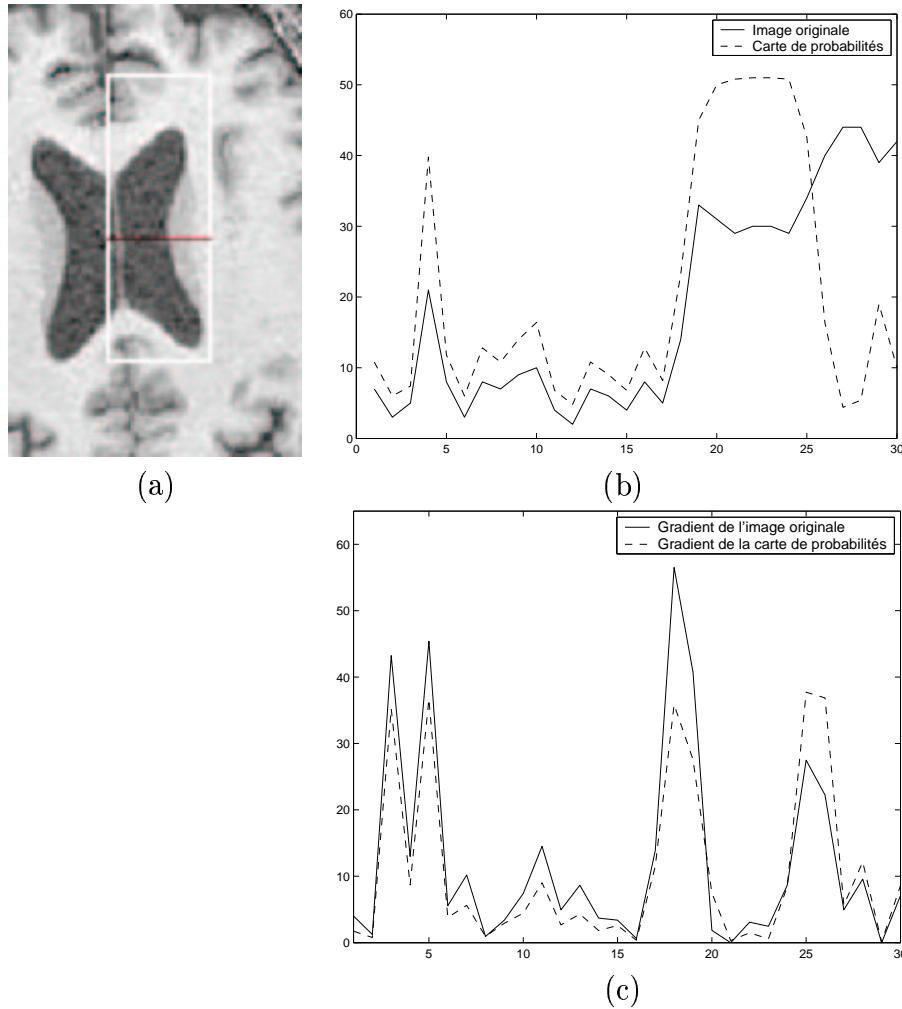 60
50
40
30
20
10
0
Image originale
Carte de probabilités
0 5 10 15 20 25 30
(a)
(b)
60
50
40
30
20
10
0
Gradient de l'image originale
Gradient de la carte de probabilités
5 10 15 20 25 30
(c)